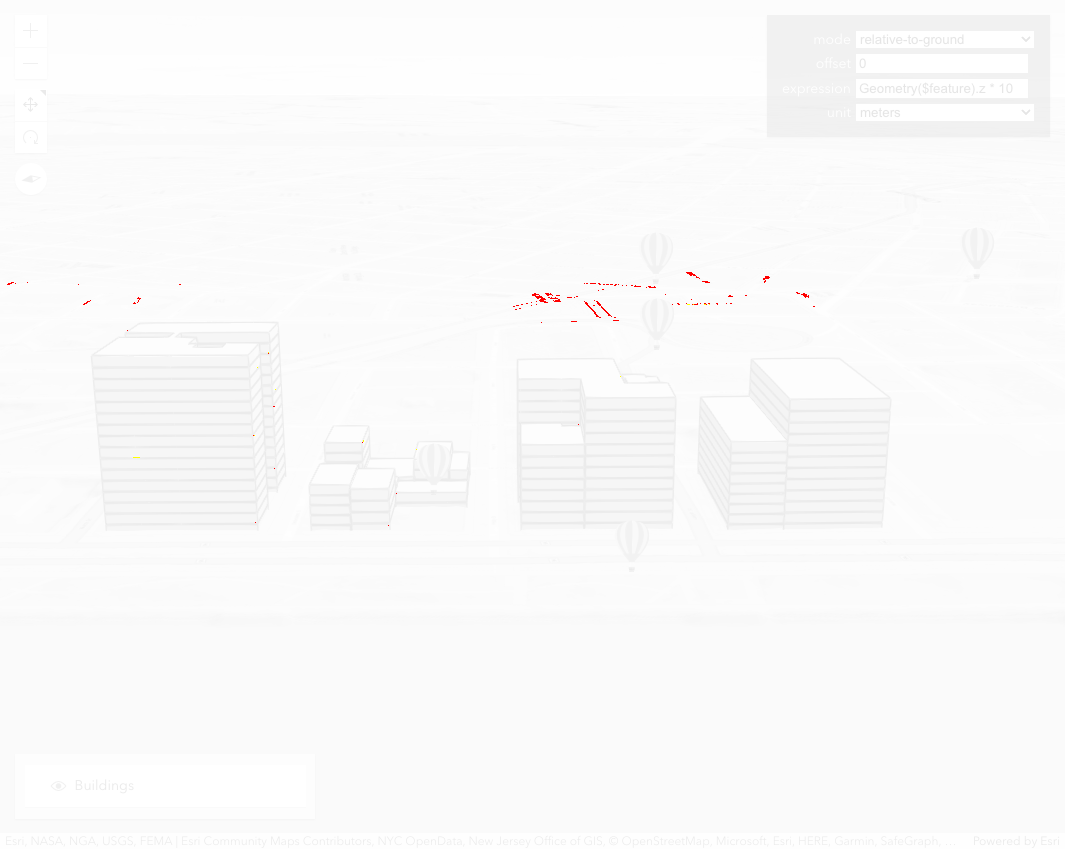 mode relative-to-ground
offset 0
expression Geometry($feature).z * 10
unit meters
Buildings
Esri, NASA, NGA, USGS, FEMA | Esri Community Maps Contributors, NYC OpenData, New Jersey Office of GIS, © OpenStreetMap, Microsoft, Esri, HERE, Garmin, SafeGraph, ... Powered by Esri